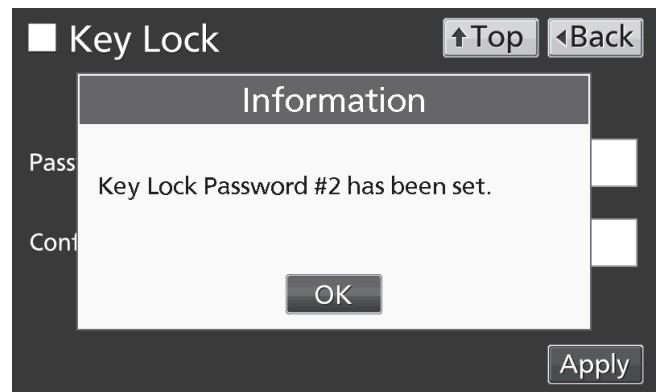 Key Lock
↑Top
◂Back
Information
Key Lock Password #2 has been set.
OK
Apply